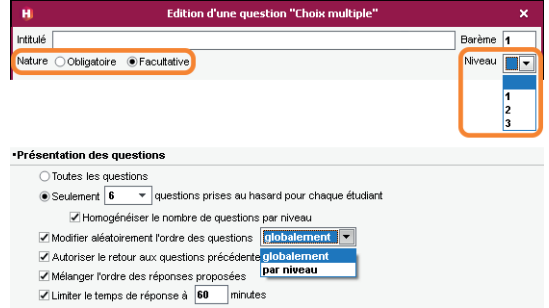 H Edition d'une question "Choix multiple" ×
Intitulé Barème 1
Nature Obligatoire Facultative Niveau
1
2
3
•Présentation des questions
Toutes les questions
Seulement 6 questions prises au hasard pour chaque étudiant
Homogénéiser le nombre de questions par niveau
Modifier aléatoirement l'ordre des questions globalement
Autoriser le retour aux questions précédente globalement
par niveau
Mélanger l'ordre des réponses proposées
Limiter le temps de réponse à 60 minutes